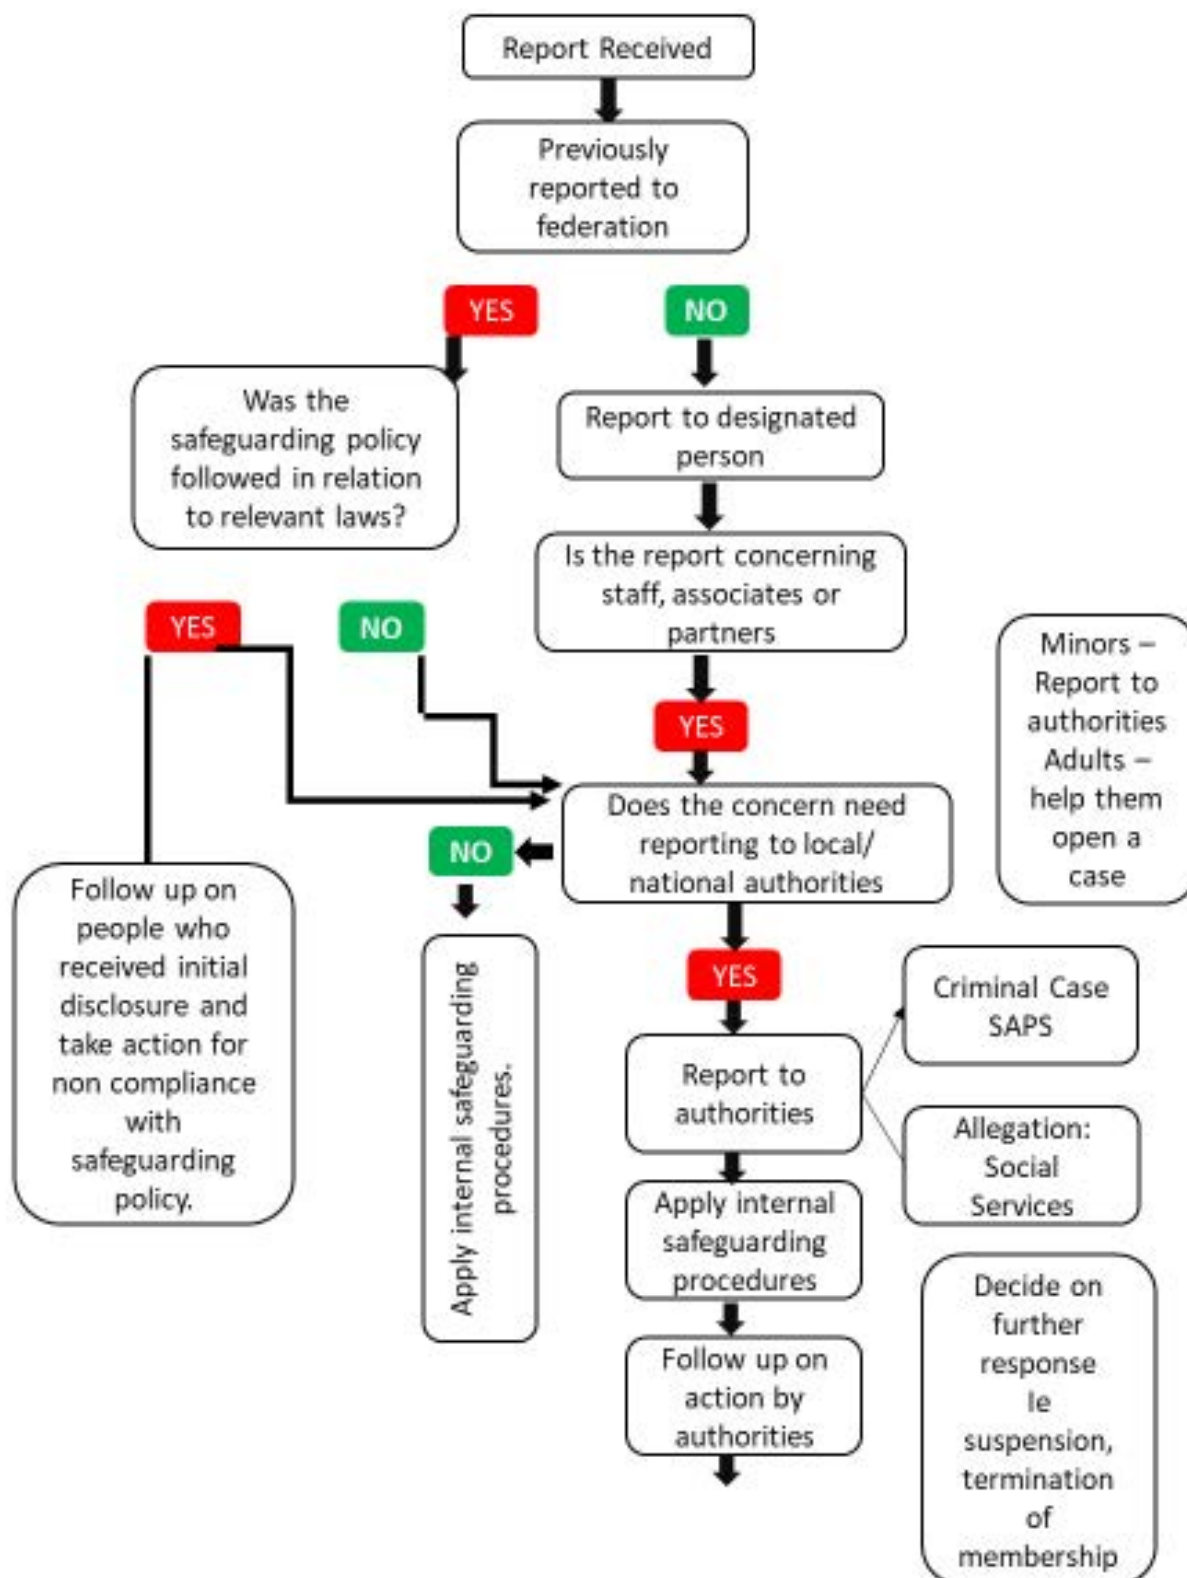 Report Received
Previously
reported to
federation
YES
NO
Was the
safeguarding policy
followed in relation
to relevant laws?
Report to designated
person
Is the report concerning
staff, associates or
partners
YES
NO
YES
Minors –
Report to
authorities
Adults –
help them
open a
case
Does the concern need
reporting to local/
national authorities
NO
YES
Follow up on
people who
received initial
disclosure and
take action for
non compliance
with
safeguarding
policy.
Apply internal safeguarding
procedures.
Report to
authorities
Criminal Case
SAPS
Allegation:
Social
Services
Apply internal
safeguarding
procedures
Follow up on
action by
authorities
Decide on
further
response
Ie
suspension,
termination
of
membership